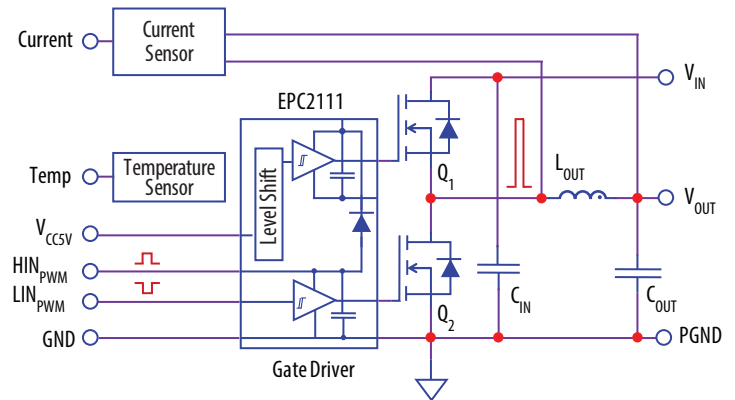 Current
Current
Sensor
V_IN
EPC2111
Level Shift
Q_1
L_OUT
Temp
Temperature
Sensor
V_OUT
V_CC5V
HIN_PWM
LIN_PWM
Q_2
C_IN
C_OUT
GND
PGND
Gate Driver